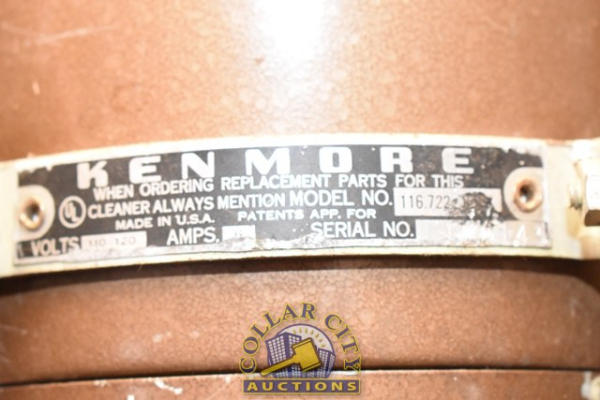 KENMORE
WHEN ORDERING REPLACEMENT PARTS FOR THIS
UL CLEANER ALWAYS MENTION MODEL NO. 116 722
MADE IN U.S.A. PATENTS APP. FOR
VOLTS 110 120 AMPS. SERIAL NO.
COLLAR CITY
AUCTIONS